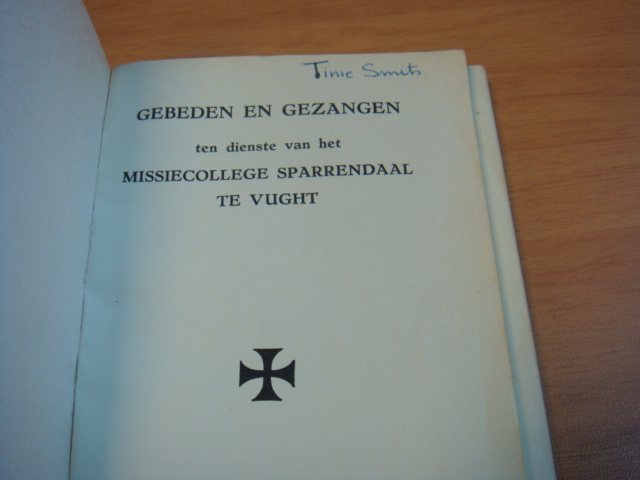 Tinie Smits.
GEBEDEN EN GEZANGEN
ten dienste van het
MISSIECOLLEGE SPARRENDAAL
TE VUGHT